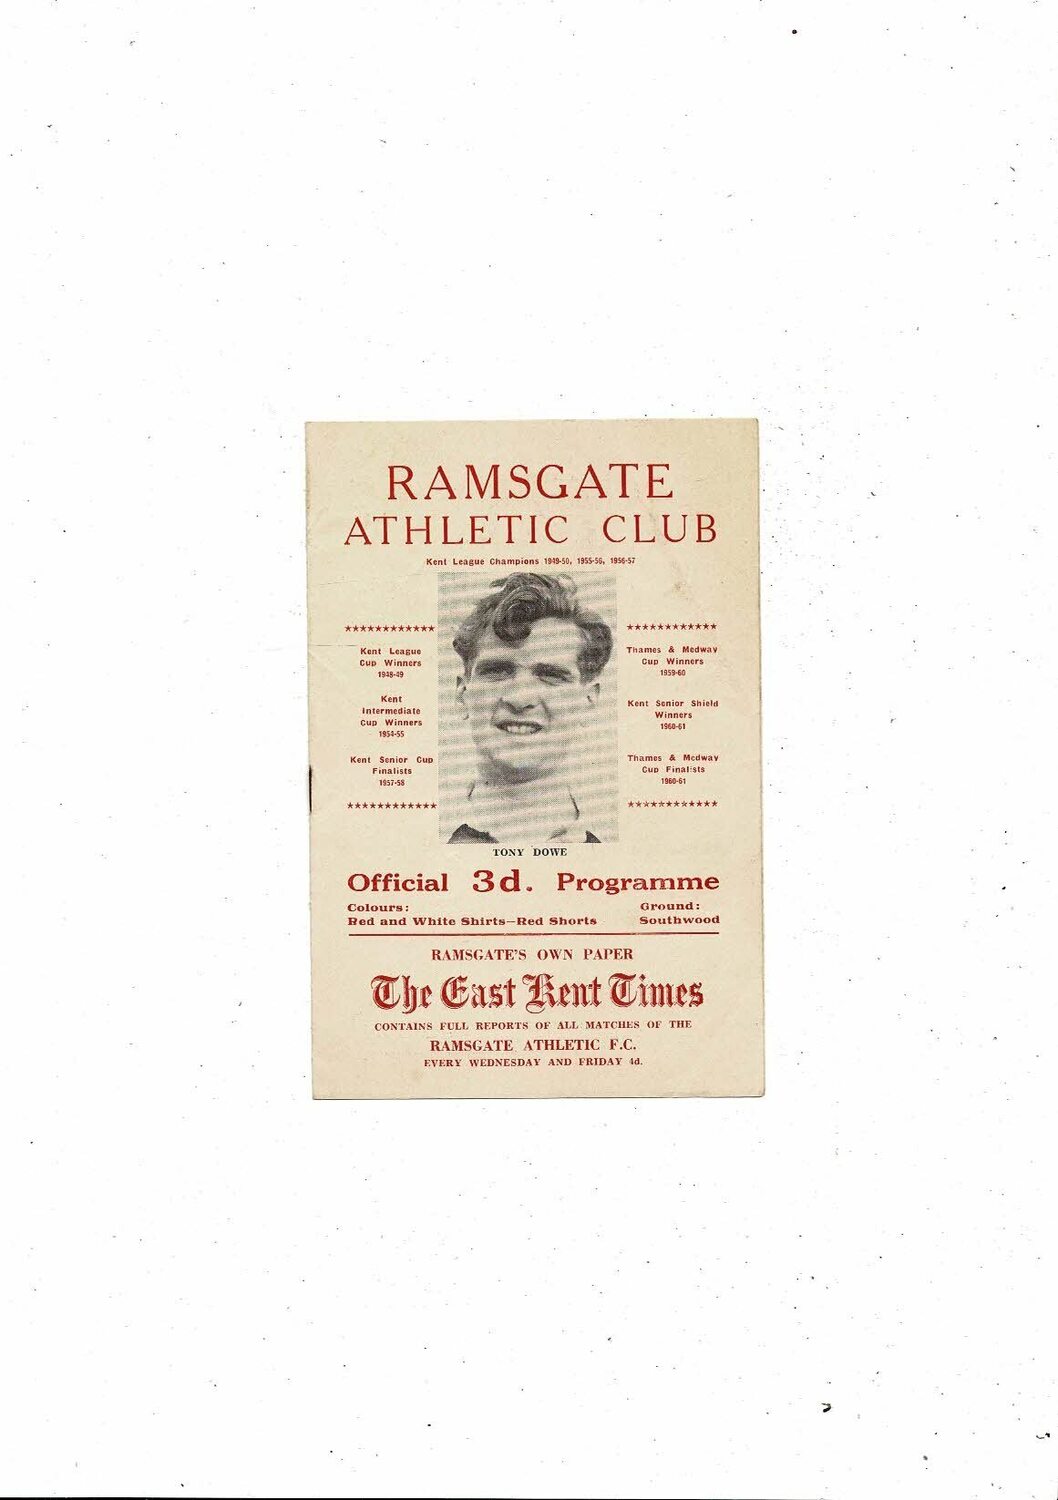 RAMSGATE
ATHLETIC CLUB
Kent League Champions 1949-50, 1955-56, 1956-57
************
Kent League
Cup Winners
1948-49
Kent
Intermediate
Cup Winners
1954-55
Kent Senior Cup
Finalists
1957-58
************
************
Thames & Medway
Cup Winners
1959-60
Kent Senior Shield
Winners
1960-61
Thames & Medway
Cup Finalists
1960-61
************
TONY DOWE
Official 3d. Programme
Colours:
Red and White Shirts—Red Shorts
Ground:
Southwood
RAMSGATE'S OWN PAPER
The East Kent Times
CONTAINS FULL REPORTS OF ALL MATCHES OF THE
RAMSGATE ATHLETIC F.C.
EVERY WEDNESDAY AND FRIDAY 4d.